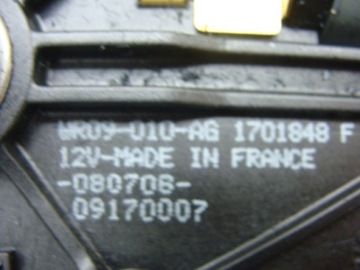 WR09-010-AG 1701848 F
12V-MADE IN FRANCE
-080706-
09170007